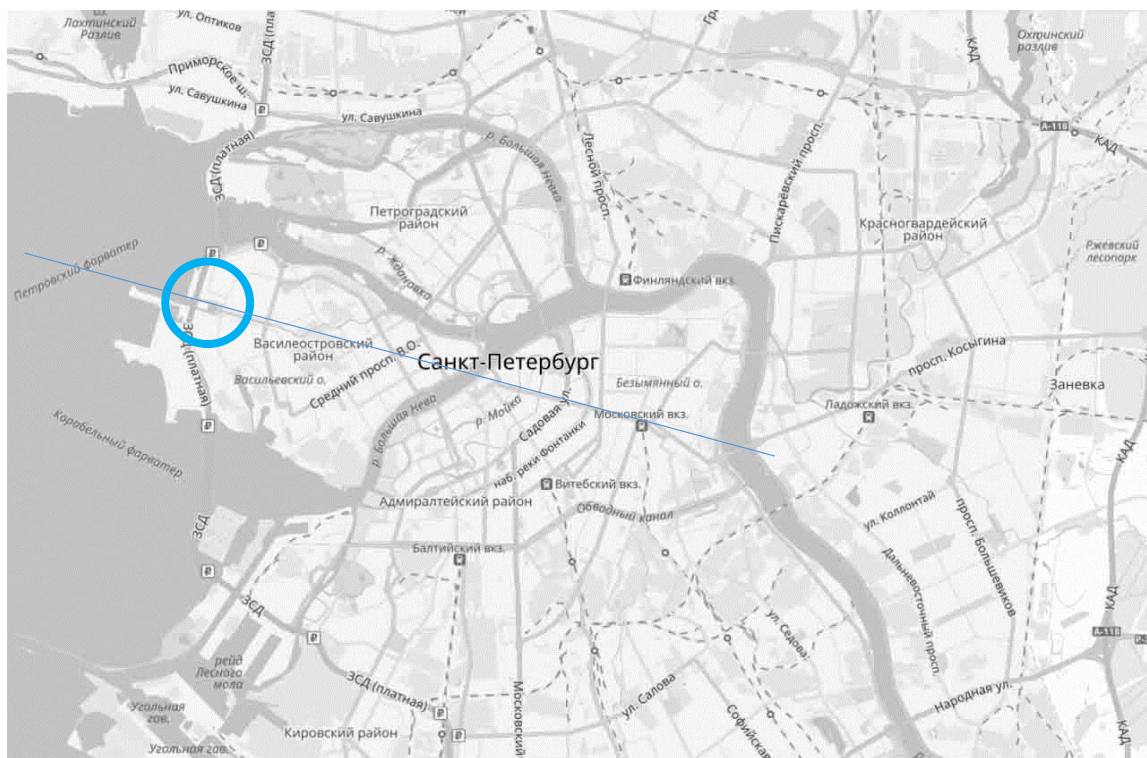 оз.
Лахтинский
Разлив
ул. Оптиков
ЗСД (п
Гра
КАД
Охтинский
разлив
Приморское ш.
ул. Савушкина
ул. Савушкина
₽
А-118
КАД
ЗСД (платная)
р. Большая Невка
Лесной просп.
Пискарёвский просп.
Петроградский
район
Красногвардейский
район
Ржевский
лесопарк
Петровский фарватер
₽
₽
р. Ждановка
Финляндский вкз.
ЗСД (платная)
Василеостровский
район
Средний просп. В.О.
Санкт-Петербург
просп. Косыгина
Васильевский о.
Безымянный о.
Заневка
Корабельный фарватер
₽
р. Большая Нева
р. Мойка
Садовая ул.
Московский вкз.
Ладожский вкз.
наб. реки Фонтанки
КАД
Адмиралтейский район
Витебский вкз.
Обводный канал
ул. Коллонтай
просп. Большевиков
ЗСД
Балтийский вкз.
Дальневосточный просп.
₽
ЗСД
₽
ул. Седова
КАД
А-118
рейд
Лесного
мола
ЗСД (платная)
Московский
ул. Салова
Софийская
Народная ул.
Угольная
гав.
Угольная гав.
Кировский район
₽
₽
КАД